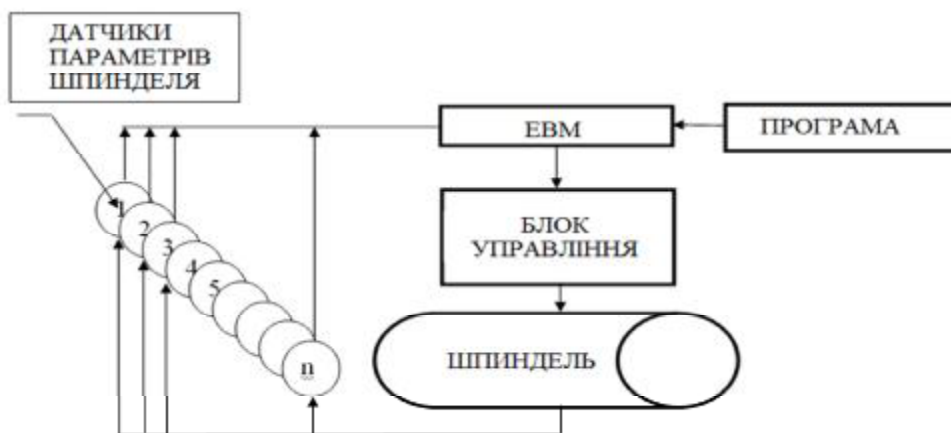 ДАТЧИКИ
ПАРАМЕТРІВ
ШПИНДЕЛЯ
ЕВМ
ПРОГРАМА
БЛОК
УПРАВЛІННЯ
ШПИНДЕЛЬ
1
2
3
4
5
n